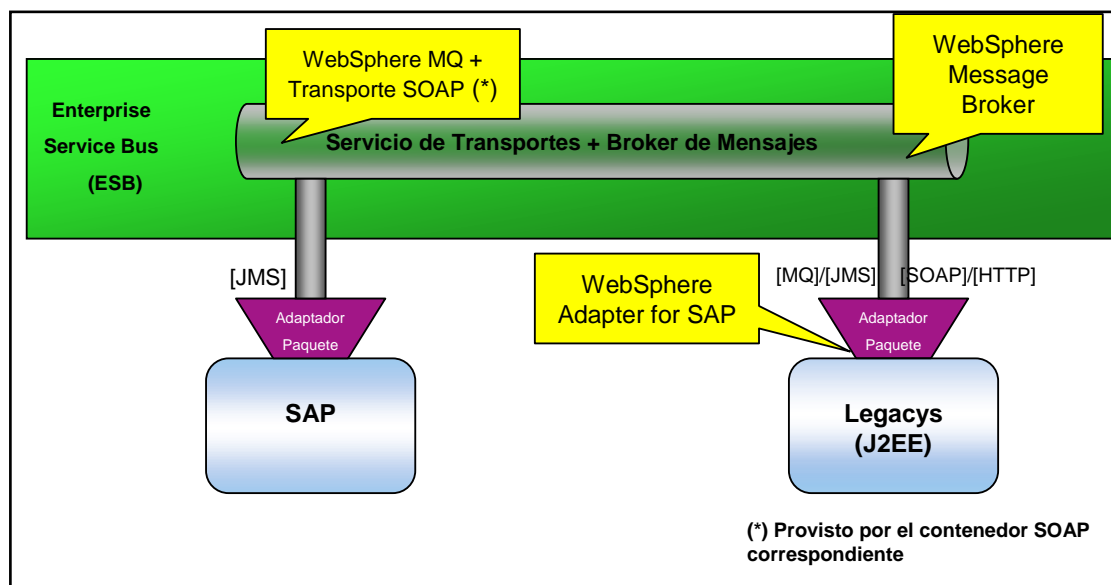 WebSphere MQ +
Transporte SOAP (*)
WebSphere
Message
Broker
Enterprise
Service Bus
(ESB)
Servicio de Transportes + Broker de Mensajes
[JMS]
[MQ]/[JMS]
[SOAP]/[HTTP]
WebSphere
Adapter for SAP
Adaptador
Paquete
Adaptador
Paquete
SAP
Legacys
(J2EE)
(*) Provisto por el contenedor SOAP
correspondiente